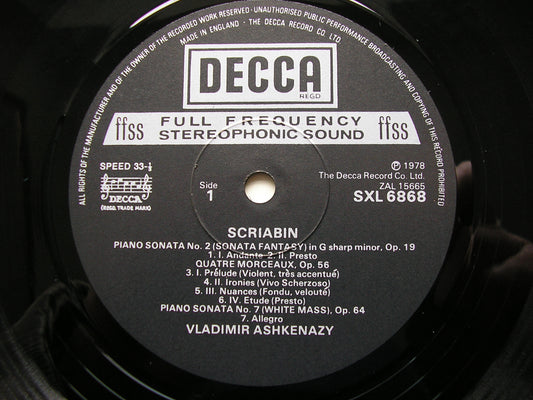 ALL RIGHTS OF THE MANUFACTURER AND OF THE OWNER OF THE RECORDED WORK RESERVED · UNAUTHORISED PUBLIC PERFORMANCE BROADCASTING AND COPYING OF THIS RECORD PROHIBITED
MADE IN ENGLAND · THE DECCA RECORD CO. LTD.
DECCA
REGD
ffss FULL FREQUENCY ffss
STEREOPHONIC SOUND
SPEED 33-⅓
DECCA
(REGD. TRADE MARK)
Side
1
Ⓟ 1978
The Decca Record Co. Ltd.
ZAL 15665
SXL 6868
SCRIABIN
PIANO SONATA No. 2 (SONATA FANTASY) in G sharp minor, Op. 19
1. I. Andante 2. II. Presto
QUATRE MORCEAUX, Op. 56
3. I. Prélude (Violent, très accentué)
4. II. Ironies (Vivo Scherzoso)
5. III. Nuances (Fondu, velouté)
6. IV. Etude (Presto)
PIANO SONATA No. 7 (WHITE MASS), Op. 64
7. Allegro
VLADIMIR ASHKENAZY